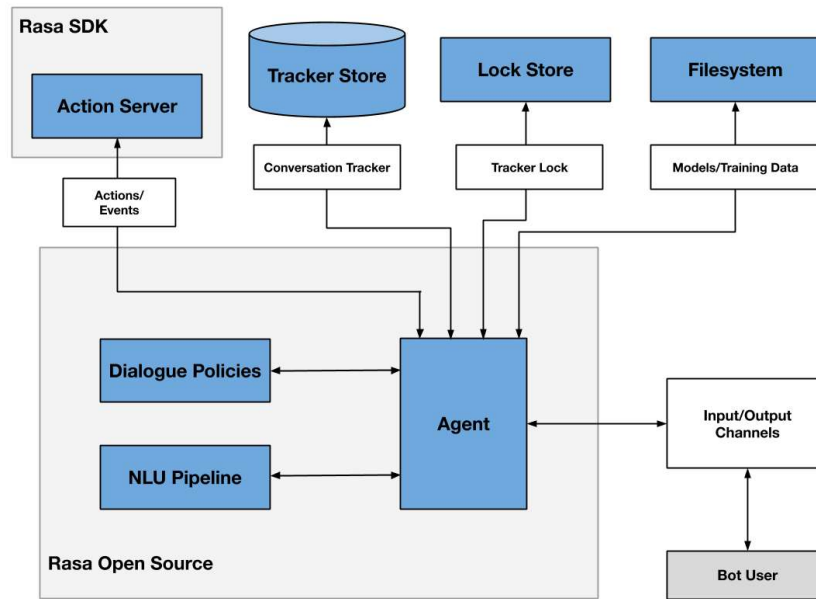 Rasa SDK
Action Server
Tracker Store
Lock Store
Filesystem
Conversation Tracker
Tracker Lock
Models/Training Data
Actions/
Events
Dialogue Policies
Agent
NLU Pipeline
Input/Output
Channels
Rasa Open Source
Bot User